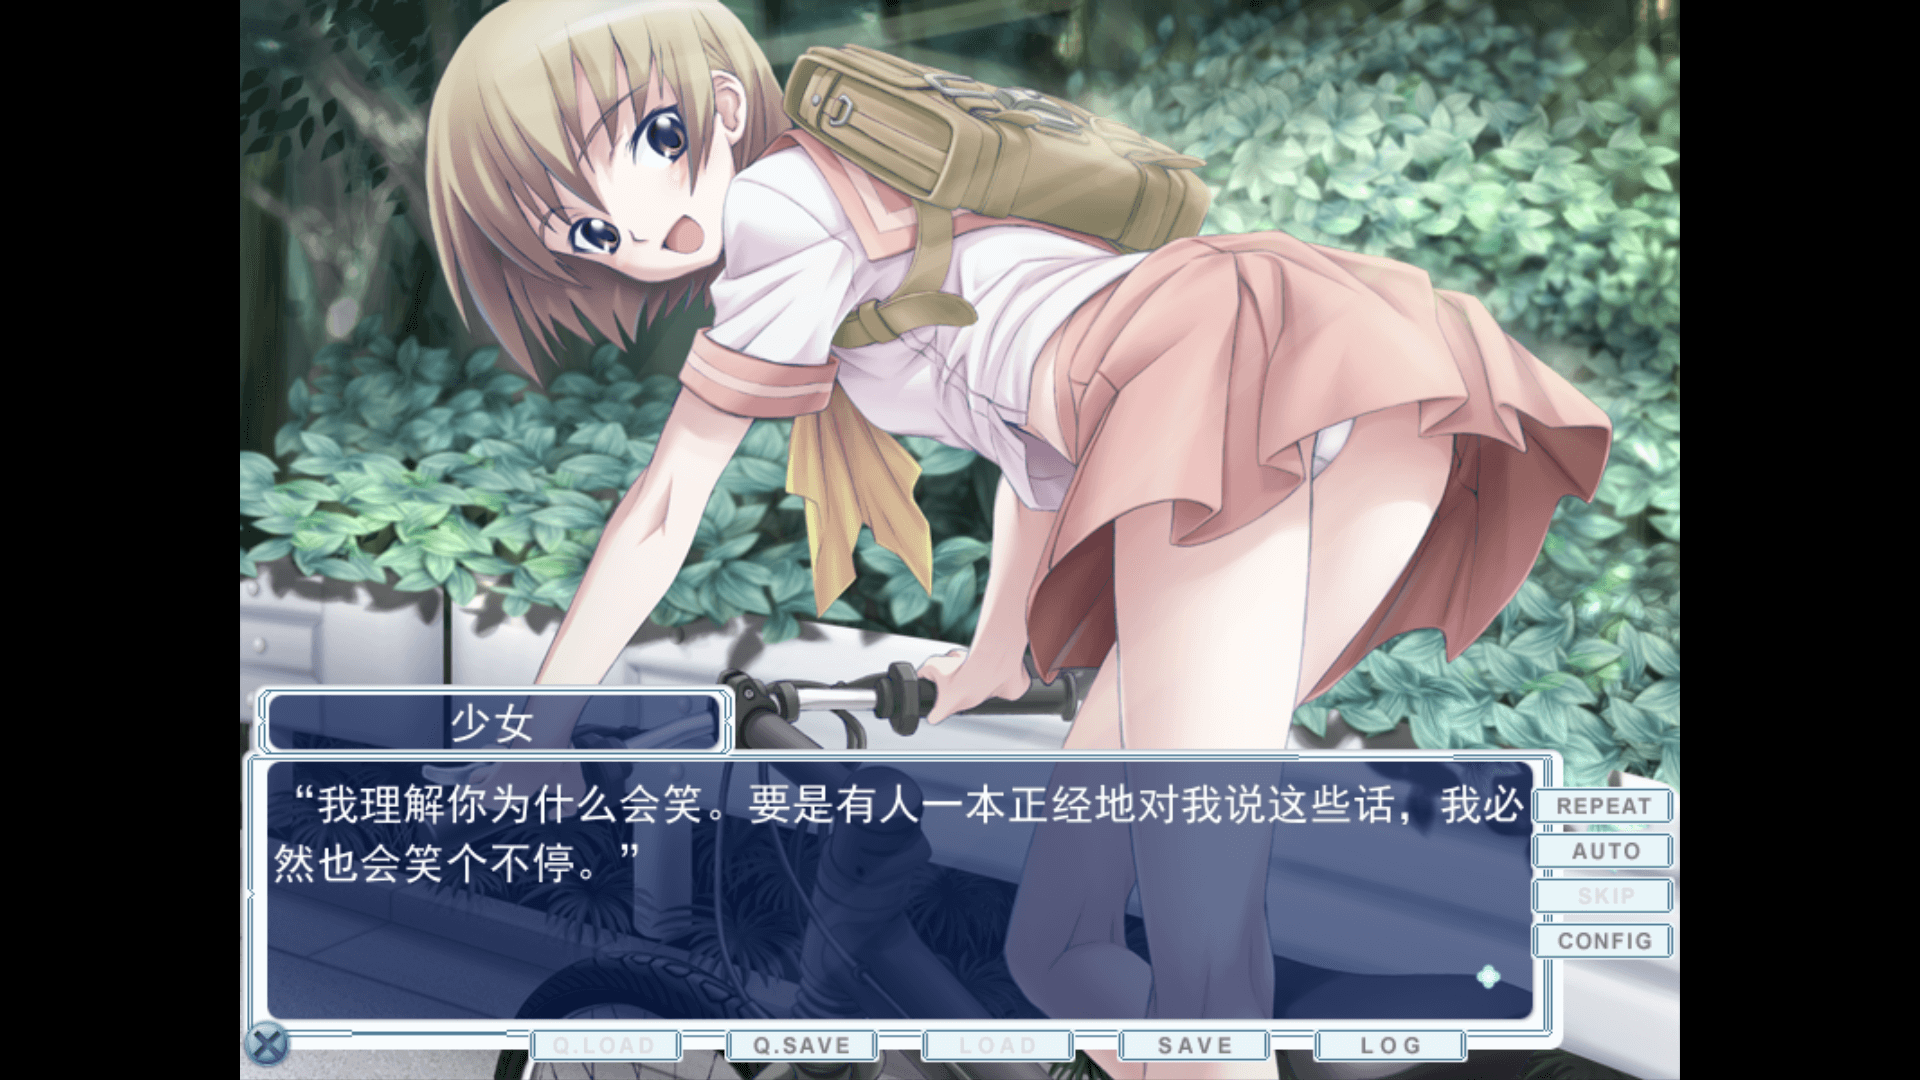 少女
“我理解你为什么会笑。要是有人一本正经地对我说这些话，我必
然也会笑个不停。”
REPEAT
AUTO
SKIP
CONFIG
Q.LOAD
Q.SAVE
LOAD
SAVE
LOG